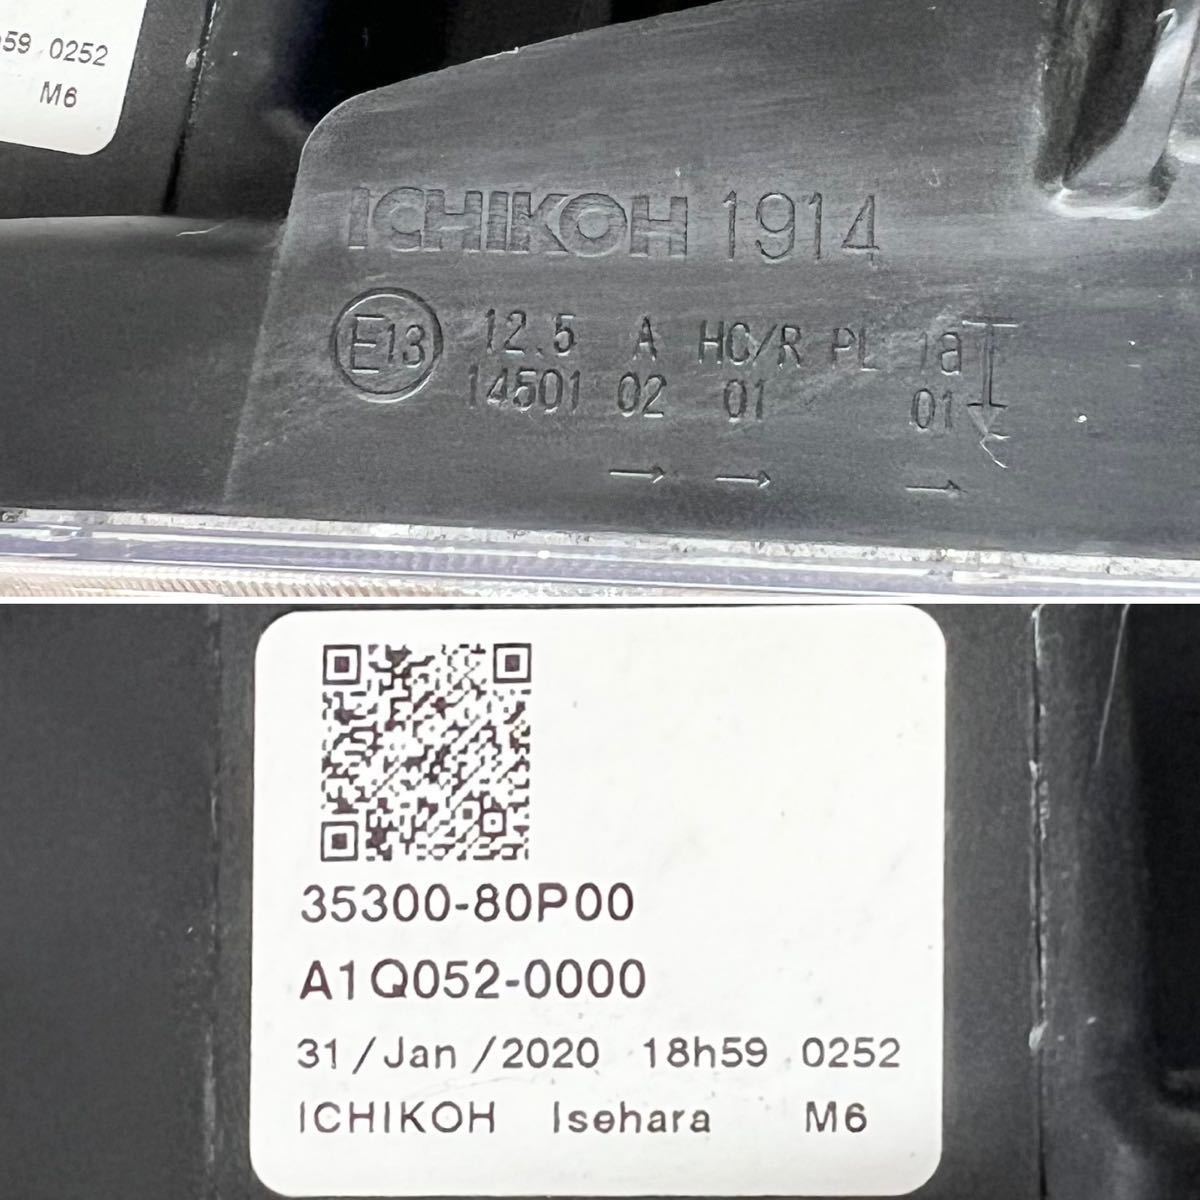 59 0252
M6
ICHIKOH 1914
E13 12.5 A HC/R PL 1a
14501 02 01 01
35300-80P00
A1Q052-0000
31/Jan/2020 18h59 0252
ICHIKOH Isehara M6